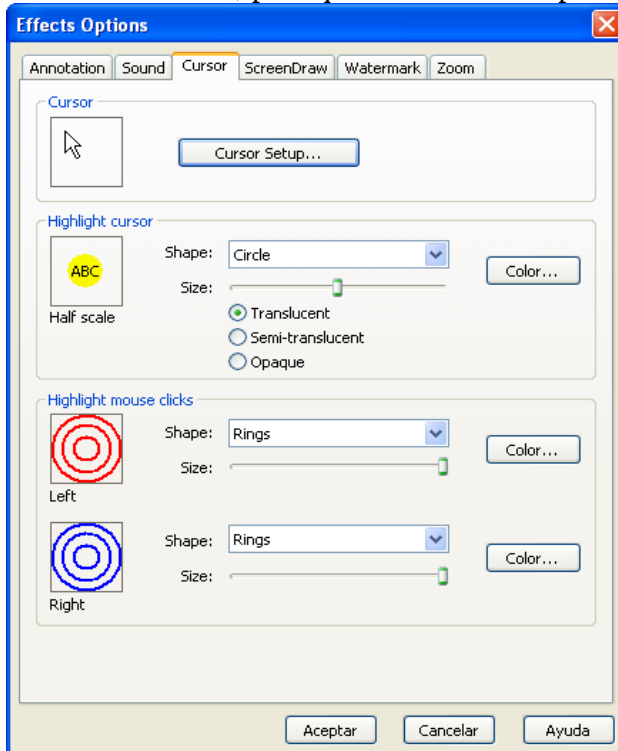 Effects Options
Annotation Sound Cursor ScreenDraw Watermark Zoom
Cursor
Cursor Setup...
Highlight cursor
ABC
Half scale
Shape: Circle
Color...
Size:
Translucent
Semi-translucent
Opaque
Highlight mouse clicks
Shape: Rings
Color...
Size:
Left
Shape: Rings
Color...
Size:
Right
Aceptar Cancelar Ayuda